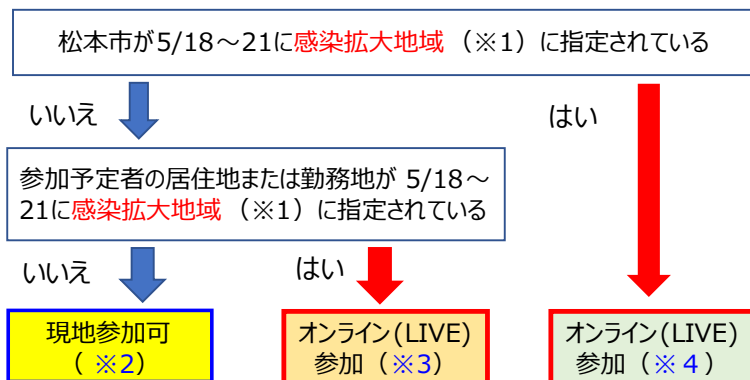 松本市が5/18～21に感染拡大地域（※1）に指定されている
いいえ
はい
参加予定者の居住地または勤務地が 5/18～
21に感染拡大地域（※1）に指定されている
いいえ
はい
現地参加可
（ ※2）
オンライン(LIVE)
参加（※3）
オンライン(LIVE)
参加（※４）